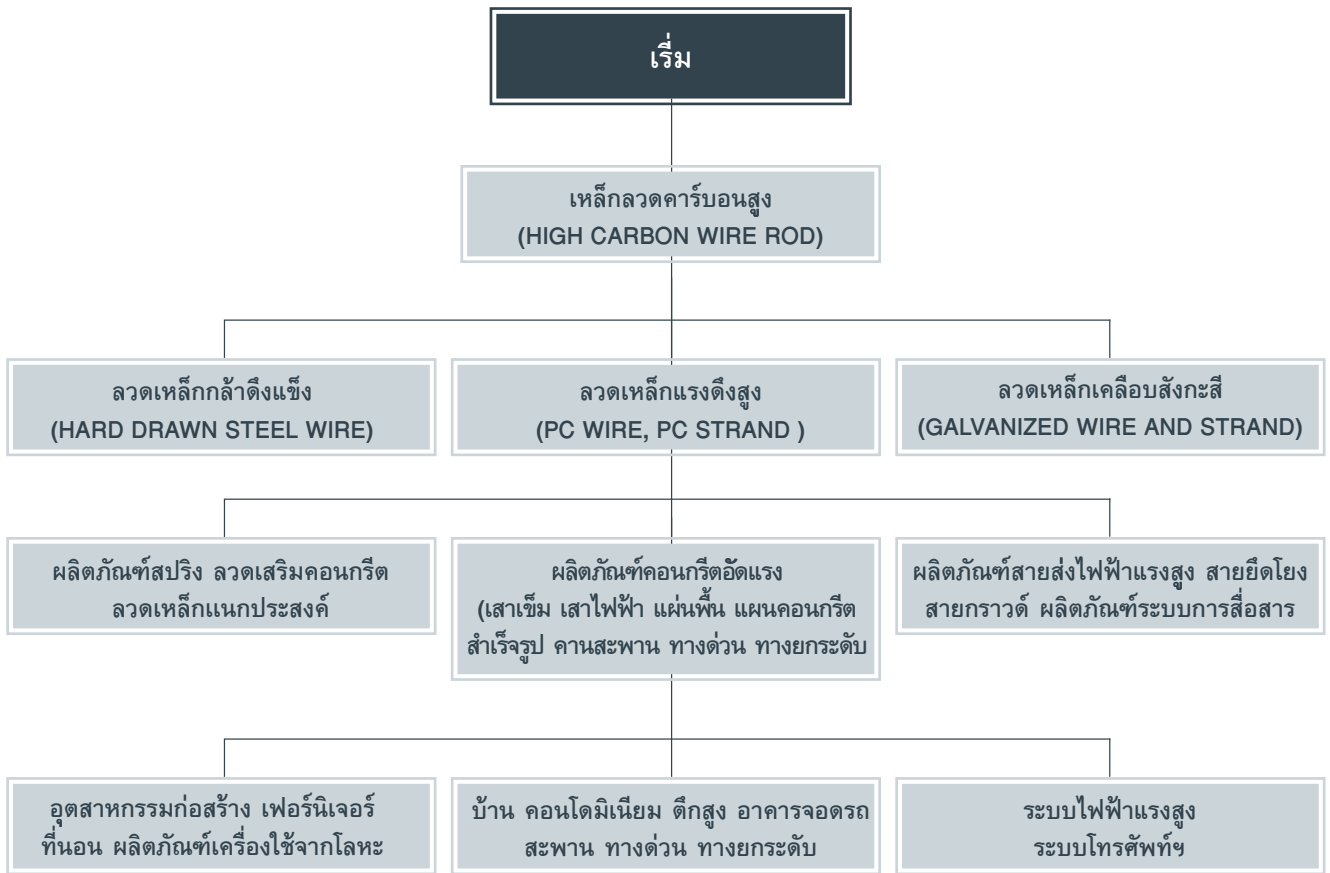 เริ่ม
เหล็กลวดคาร์บอนสูง
(HIGH CARBON WIRE ROD)
ลวดเหล็กกล้าดึงแข็ง
(HARD DRAWN STEEL WIRE)
ลวดเหล็กแรงดึงสูง
(PC WIRE, PC STRAND )
ลวดเหล็กเคลือบสังกะสี
(GALVANIZED WIRE AND STRAND)
ผลิตภัณฑ์สปริง ลวดเสริมคอนกรีต
ลวดเหล็กเเนกประสงค์
ผลิตภัณฑ์คอนกรีตอัดแรง
(เสาเข็ม เสาไฟฟ้า แผ่นพื้น แผนคอนกรีต
สำเร็จรูป คานสะพาน ทางด่วน ทางยกระดับ
ผลิตภัณฑ์สายส่งไฟฟ้าแรงสูง สายยึดโยง
สายกราวด์ ผลิตภัณฑ์ระบบการสื่อสาร
อุตสาหกรรมก่อสร้าง เฟอร์นิเจอร์
ที่นอน ผลิตภัณฑ์เครื่องใช้จากโลหะ
บ้าน คอนโดมิเนียม ตึกสูง อาคารจอดรถ
สะพาน ทางด่วน ทางยกระดับ
ระบบไฟฟ้าแรงสูง
ระบบโทรศัพท์ฯ